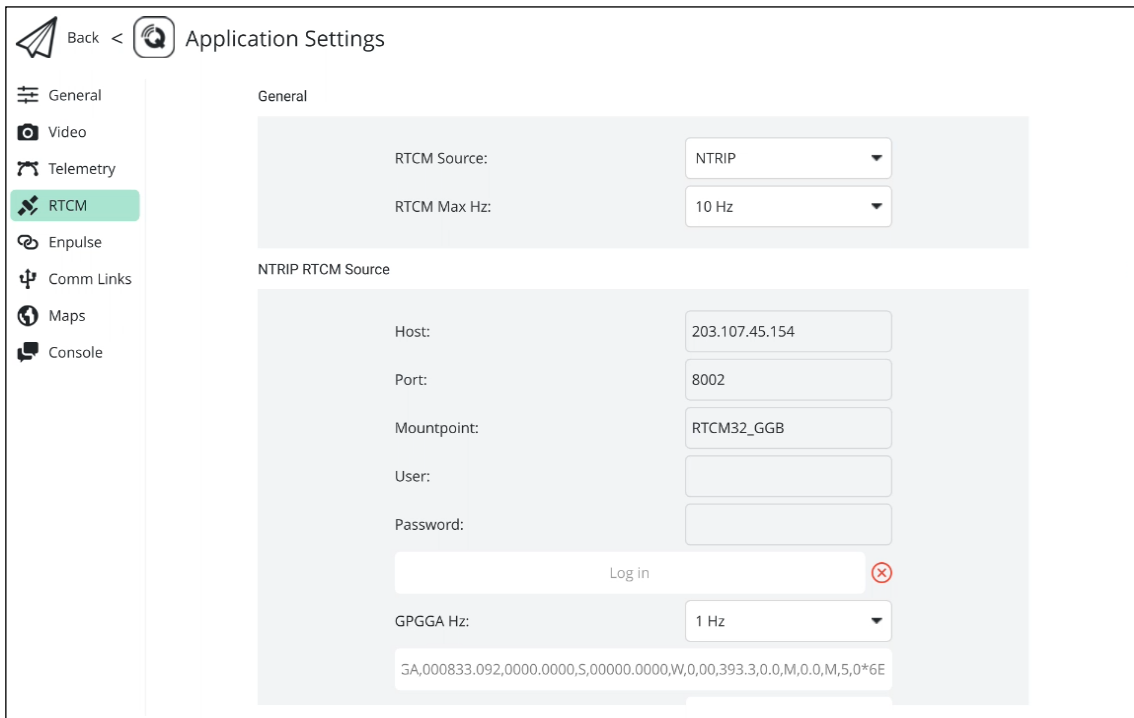 Back < Application Settings
General
Video
Telemetry
RTCM
Enpulse
Comm Links
Maps
Console
General
RTCM Source: NTRIP
RTCM Max Hz: 10 Hz
NTRIP RTCM Source
Host: 203.107.45.154
Port: 8002
Mountpoint: RTCM32_GGB
User:
Password:
Log in
GPGGA Hz: 1 Hz
GA,000833.092,0000.0000,S,00000.0000,W,0,00,393.3,0.0,M,0.0,M,5,0*6E